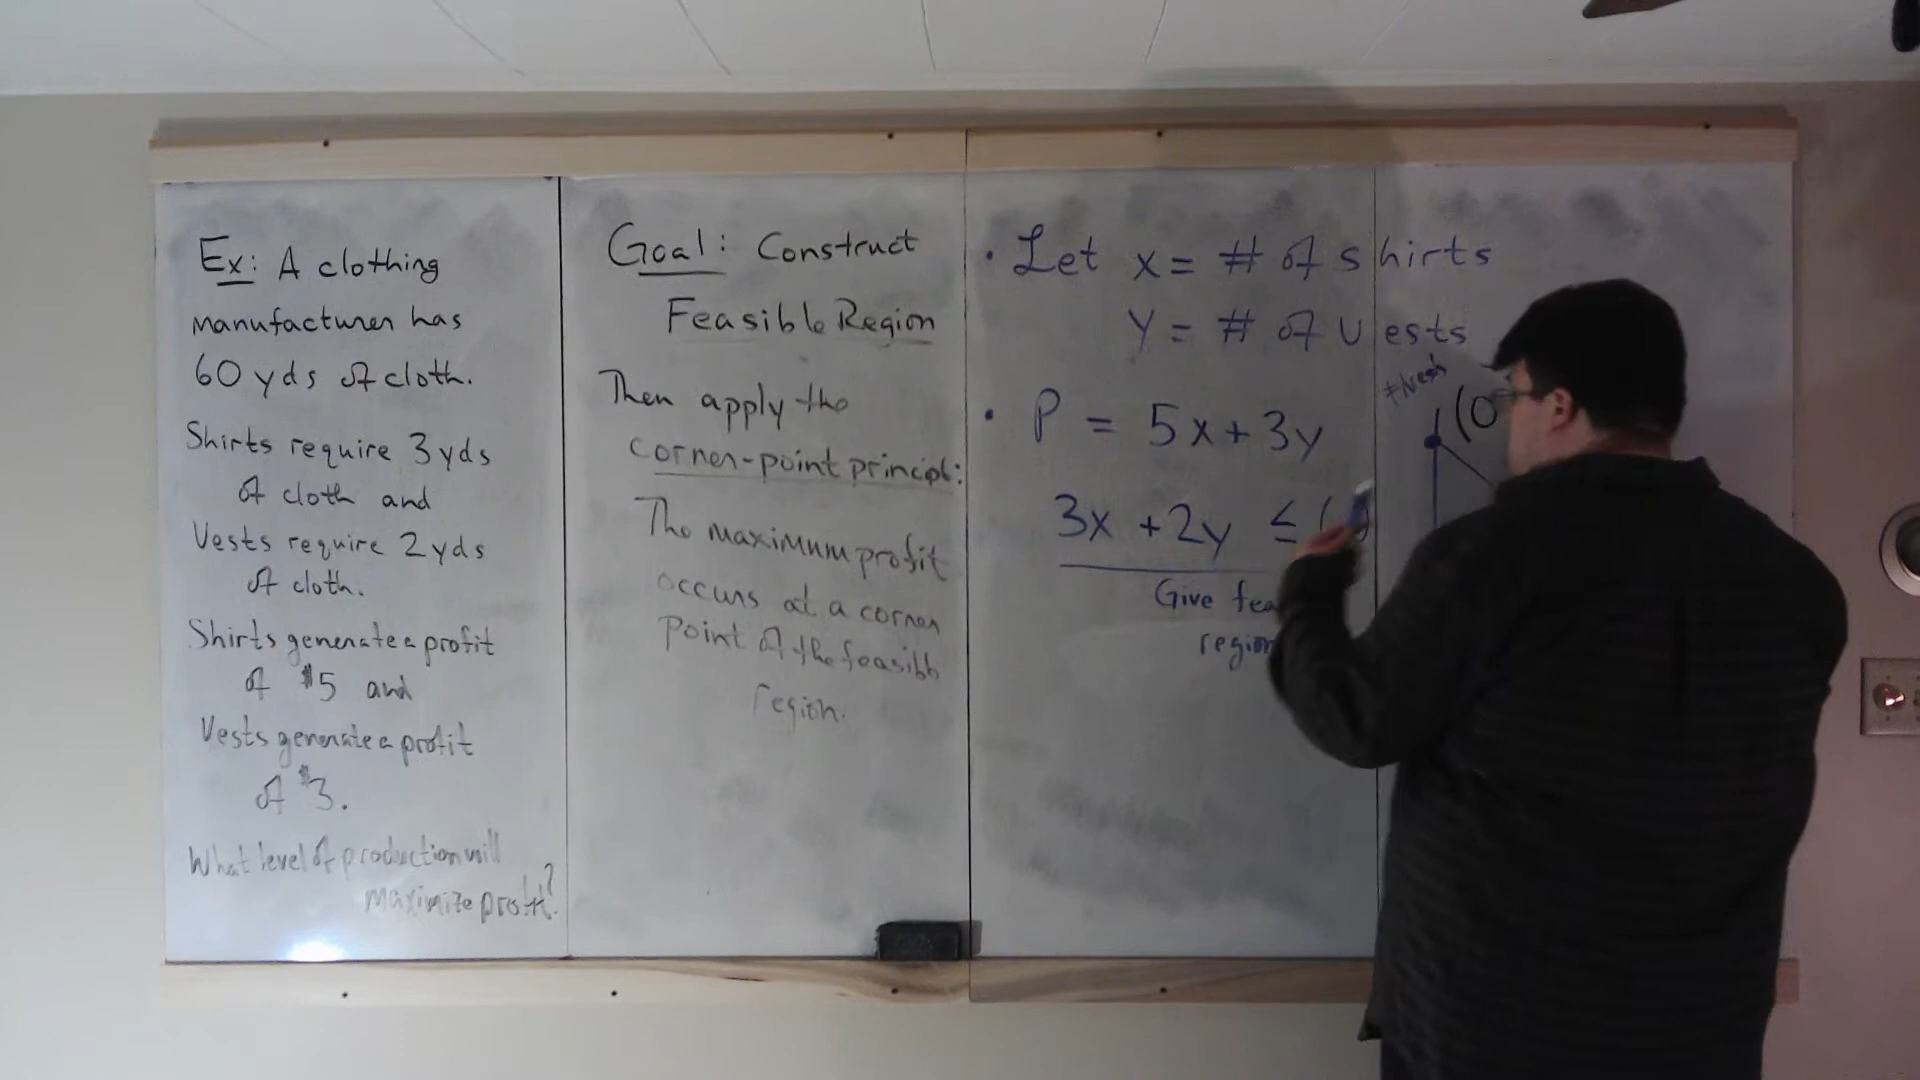 Ex: A clothing
manufacturer has
60 yds of cloth.
Shirts require 3 yds
of cloth and
Vests require 2 yds
of cloth.
Shirts generate a profit
of $5 and
Vests generate a profit
of $3.
What level of production will
maximize profit?
Goal: Construct
Feasible Region
Then apply the
corner-point principle:
The maximum profit
occurs at a corner
point of the feasible
region.
• Let x = # of shirts
y = # of vests
• P = 5x + 3y
3x + 2y ≤
Give fea
region
# Vests
(0